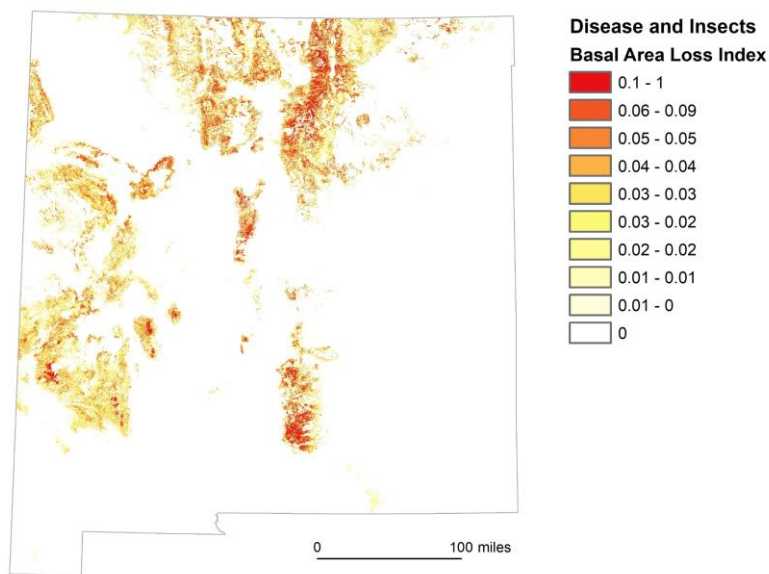 Disease and Insects
Basal Area Loss Index
0.1 - 1
0.06 - 0.09
0.05 - 0.05
0.04 - 0.04
0.03 - 0.03
0.03 - 0.02
0.02 - 0.02
0.01 - 0.01
0.01 - 0
0
0 100 miles